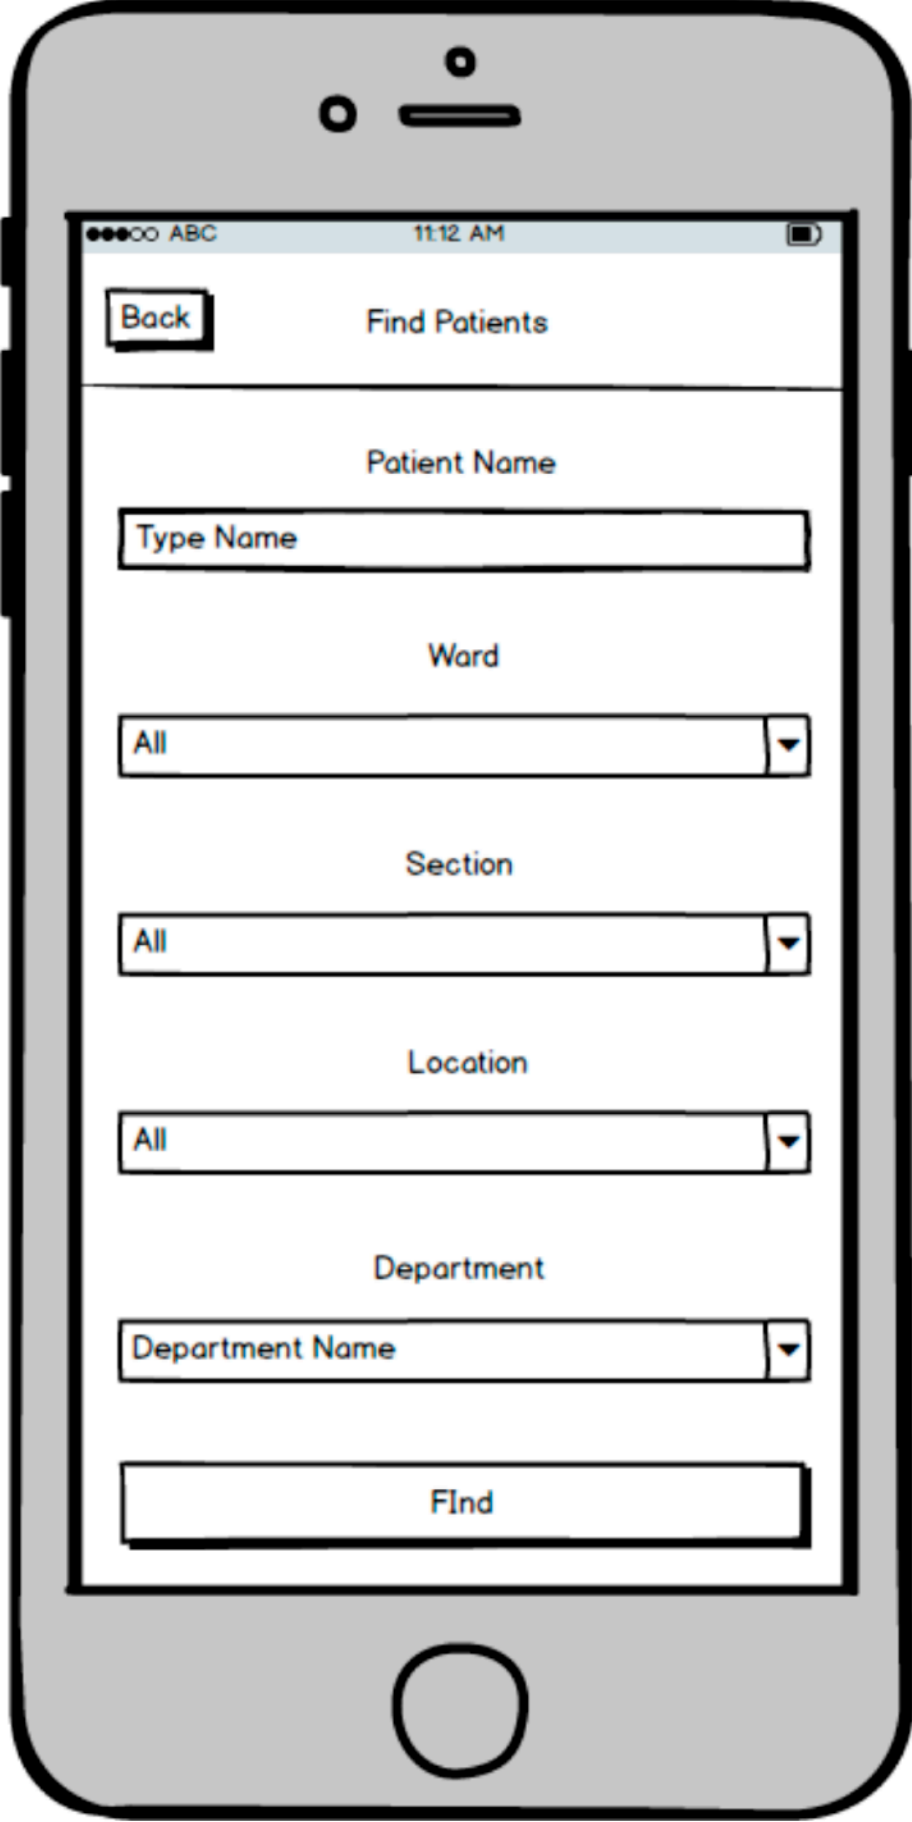 ABC 11:12 AM
Back Find Patients
Patient Name
Type Name
Ward
All
Section
All
Location
All
Department
Department Name
FInd